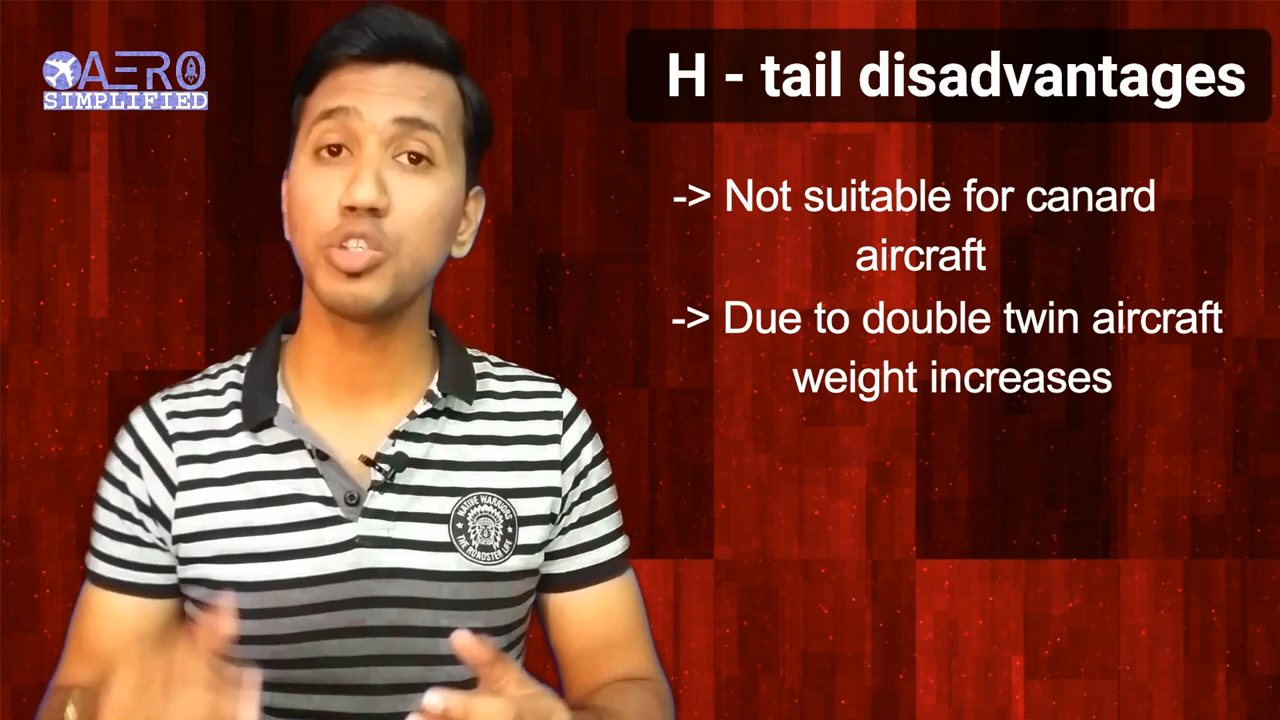 AERO
SIMPLIFIED
H - tail disadvantages
-> Not suitable for canard
aircraft
-> Due to double twin aircraft
weight increases
NATIVE WARRIORS
THE ROADSTER LIFE